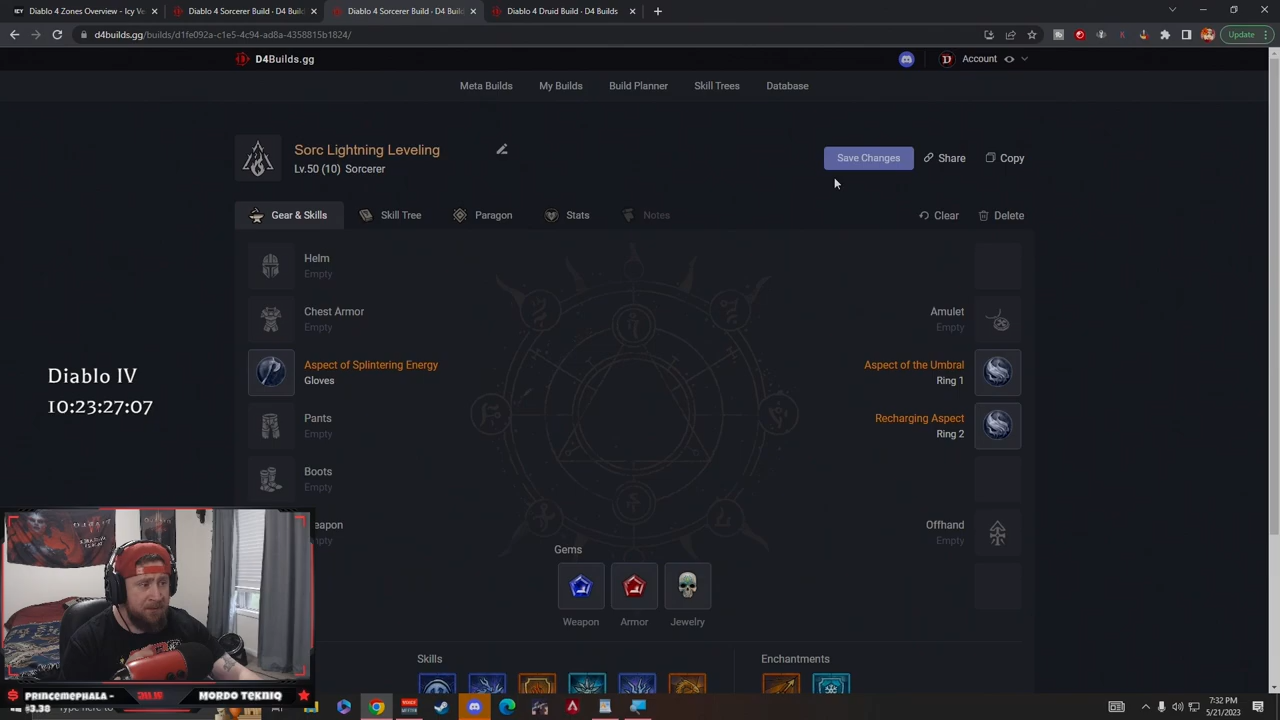 Diablo 4 Zones Overview - Icy Ve
Diablo 4 Sorcerer Build - D4 Buil
Diablo 4 Sorcerer Build - D4 Buil
Diablo 4 Druid Build - D4 Builds
d4builds.gg/builds/d1fe092a-c1e5-4c94-ad8a-4358815b1824/
Update
D4Builds.gg
Account
Meta Builds
My Builds
Build Planner
Skill Trees
Database
Sorc Lightning Leveling
Lv.50 (10) Sorcerer
Save Changes
Share
Copy
Gear & Skills
Skill Tree
Paragon
Stats
Notes
Clear
Delete
Helm
Empty
Chest Armor
Empty
Amulet
Empty
Aspect of Splintering Energy
Gloves
Aspect of the Umbral
Ring 1
Diablo IV
10:23:27:07
Pants
Empty
Recharging Aspect
Ring 2
Boots
Empty
Offhand
Empty
Gems
Weapon
Armor
Jewelry
Skills
Enchantments
PRINCEMEPHALA -
$3.38
MORDO TEKNIQ
7:32 PM
5/21/2023